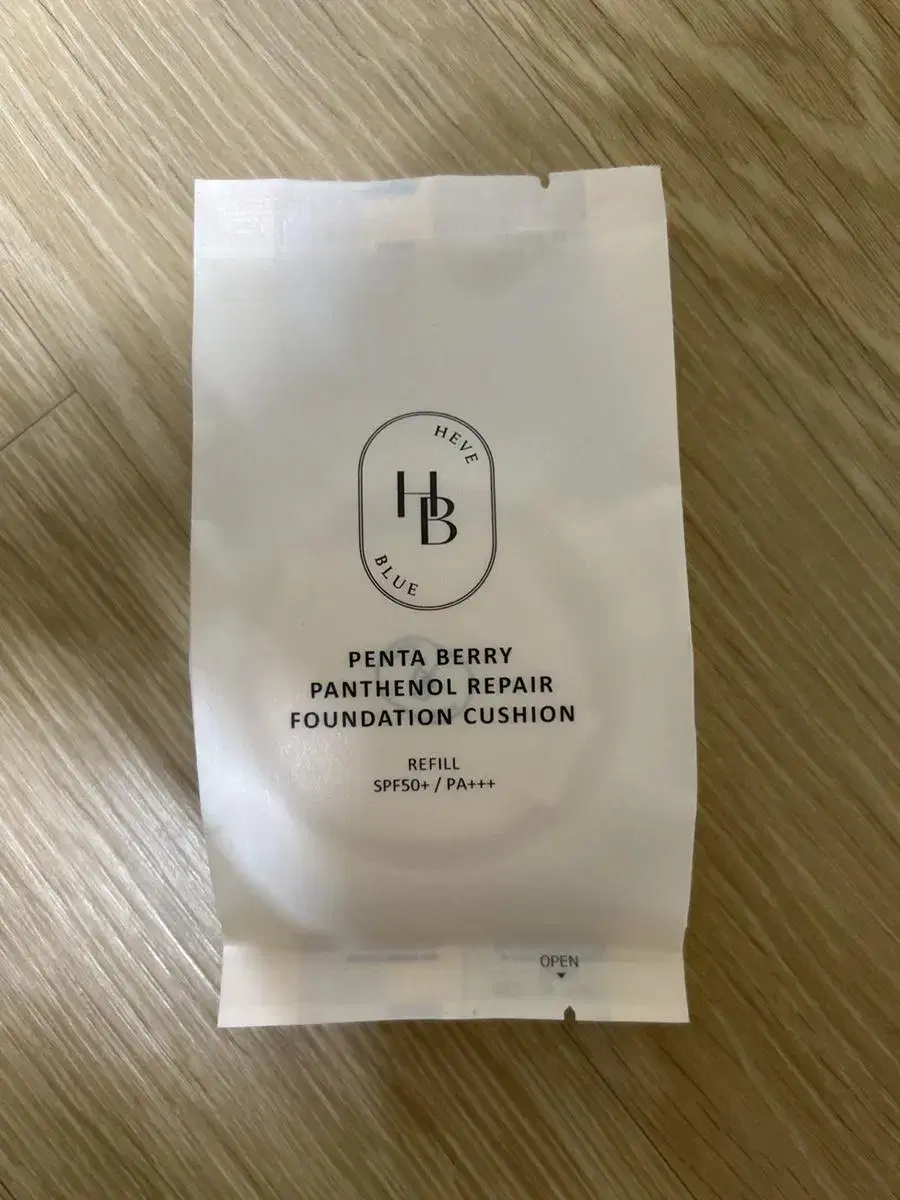 HEVE
HB
BLUE
PENTA BERRY
PANTHENOL REPAIR
FOUNDATION CUSHION
REFILL
SPF50+ / PA+++
OPEN